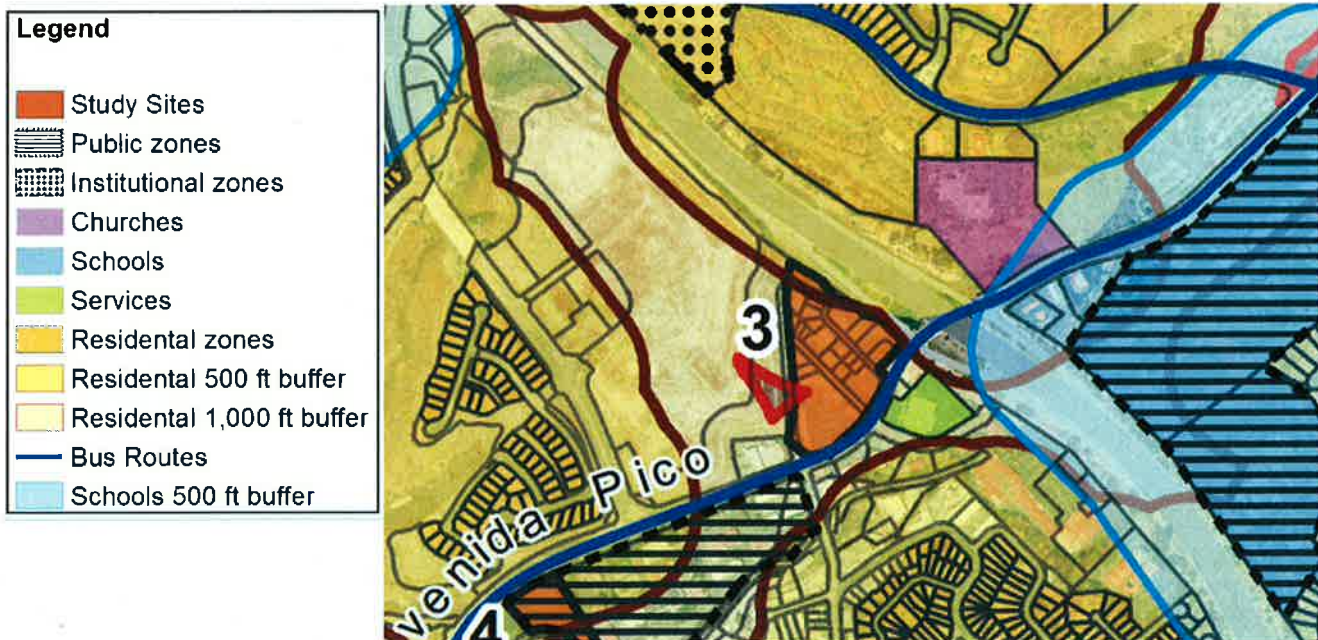 Legend
Study Sites
Public zones
Institutional zones
Churches
Schools
Services
Residental zones
Residental 500 ft buffer
Residental 1,000 ft buffer
Bus Routes
Schools 500 ft buffer
3
venida Pico
4